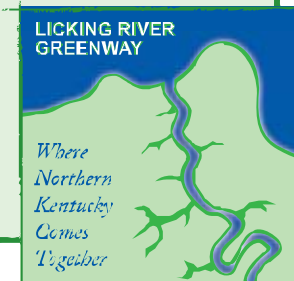 LICKING RIVER
GREENWAY
Where
Northern
Kentucky
Comes
Together